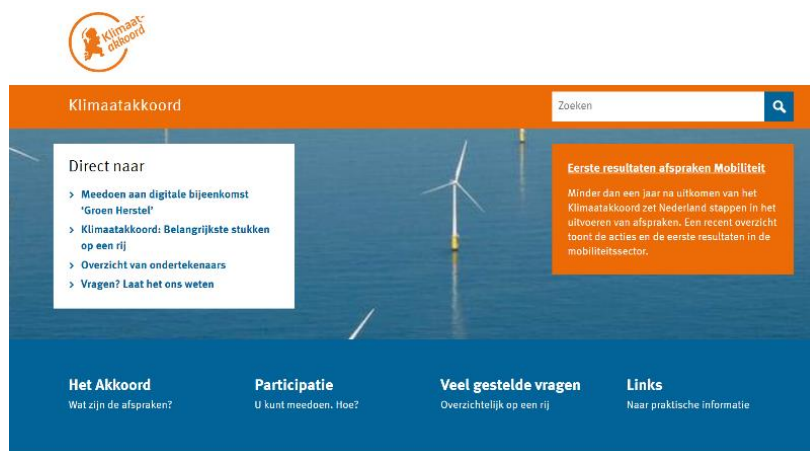 Klimaat-
akkoord
Klimaatakkoord
Zoeken
Direct naar
> Meedoen aan digitale bijeenkomst
'Groen Herstel'
> Klimaatakkoord: Belangrijkste stukken
op een rij
> Overzicht van ondertekenaars
> Vragen? Laat het ons weten
Eerste resultaten afspraken Mobiliteit
Minder dan een jaar na uitkomen van het
Klimaatakkoord zet Nederland stappen in het
uitvoeren van afspraken. Een recent overzicht
toont de acties en de eerste resultaten in de
mobiliteitssector.
Het Akkoord
Wat zijn de afspraken?
Participatie
U kunt meedoen. Hoe?
Veel gestelde vragen
Overzichtelijk op een rij
Links
Naar praktische informatie